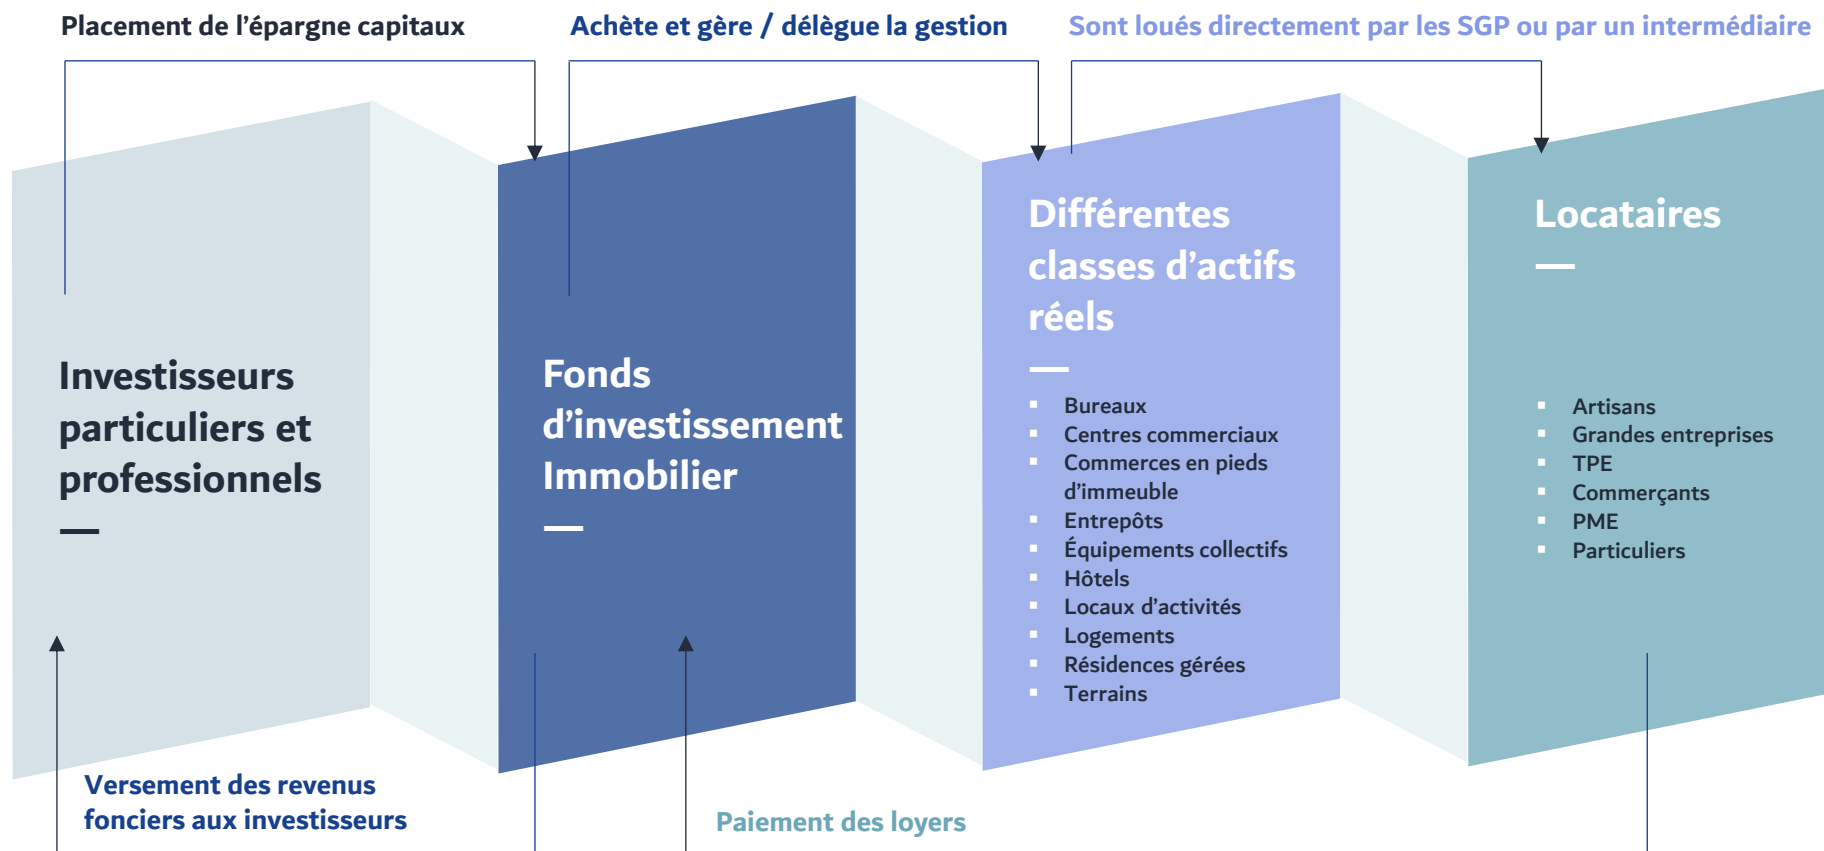 Placement de l'épargne capitaux
Achète et gère / délègue la gestion
Sont loués directement par les SGP ou par un intermédiaire
Investisseurs
particuliers et
professionnels
Fonds
d'investissement
Immobilier
Différentes
classes d'actifs
réels
Bureaux
Centres commerciaux
Commerces en pieds
d'immeuble
Entrepôts
Équipements collectifs
Hôtels
Locaux d'activités
Logements
Résidences gérées
Terrains
Locataires
Artisans
Grandes entreprises
TPE
Commerçants
PME
Particuliers
Versement des revenus
fonciers aux investisseurs
Paiement des loyers